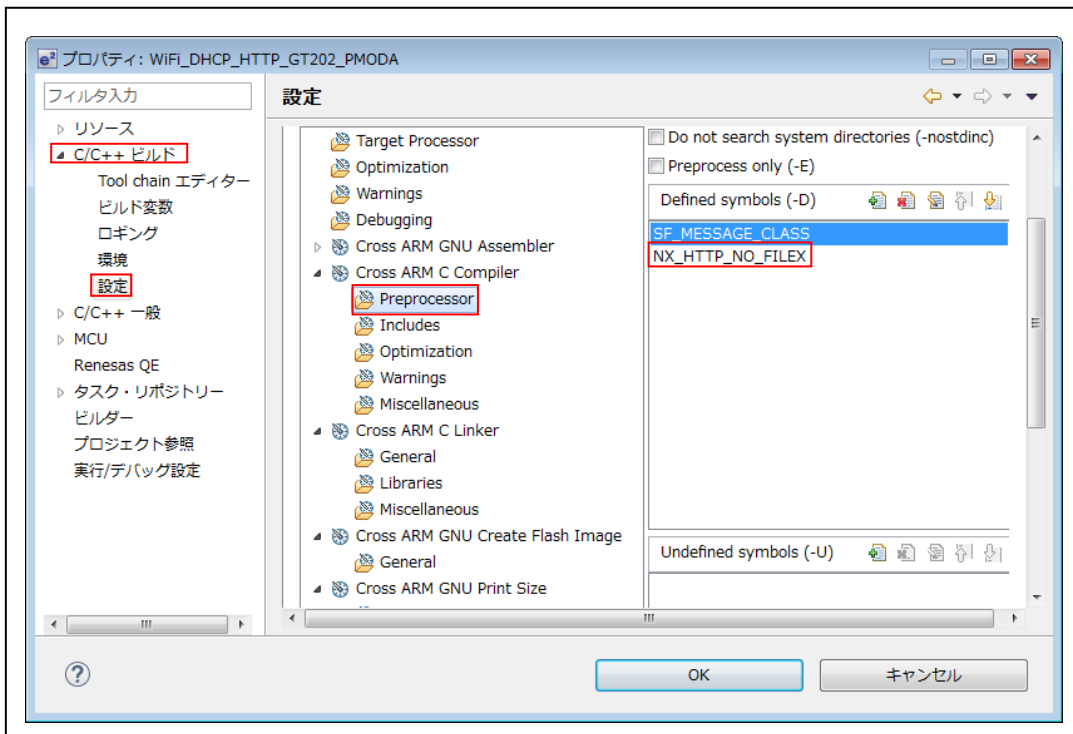 e² プロパティ: WiFi_DHCP_HTTP_GT202_PMODA
フィルタ入力
リソース
C/C++ ビルド
Tool chain エディター
ビルド変数
ロギング
環境
設定
C/C++ 一般
MCU
Renesas QE
タスク・リポジトリー
ビルダー
プロジェクト参照
実行/デバッグ設定
設定
Target Processor
Optimization
Warnings
Debugging
Cross ARM GNU Assembler
Cross ARM C Compiler
Preprocessor
Includes
Optimization
Warnings
Miscellaneous
Cross ARM C Linker
General
Libraries
Miscellaneous
Cross ARM GNU Create Flash Image
General
Cross ARM GNU Print Size
Do not search system directories (-nostdinc)
Preprocess only (-E)
Defined symbols (-D)
SF_MESSAGE_CLASS
NX_HTTP_NO_FILEX
Undefined symbols (-U)
OK
キャンセル